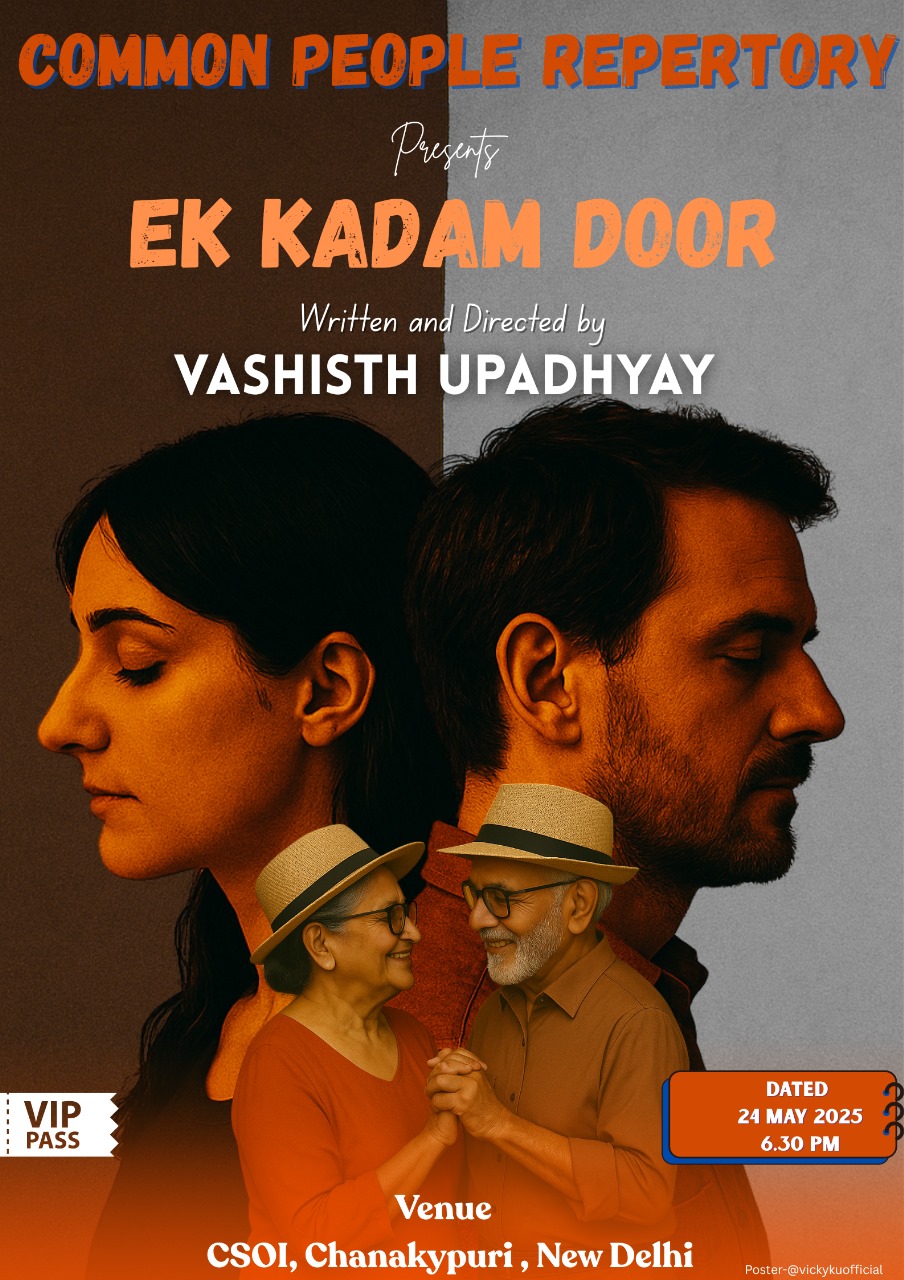 COMMON PEOPLE REPERTORY
Presents
EK KADAM DOOR
Written and Directed by
VASHISTH UPADHYAY
VIP
PASS
DATED
24 MAY 2025
6.30 PM
Venue
CSOI, Chanakypuri , New Delhi
Poster-@vickykuofficial